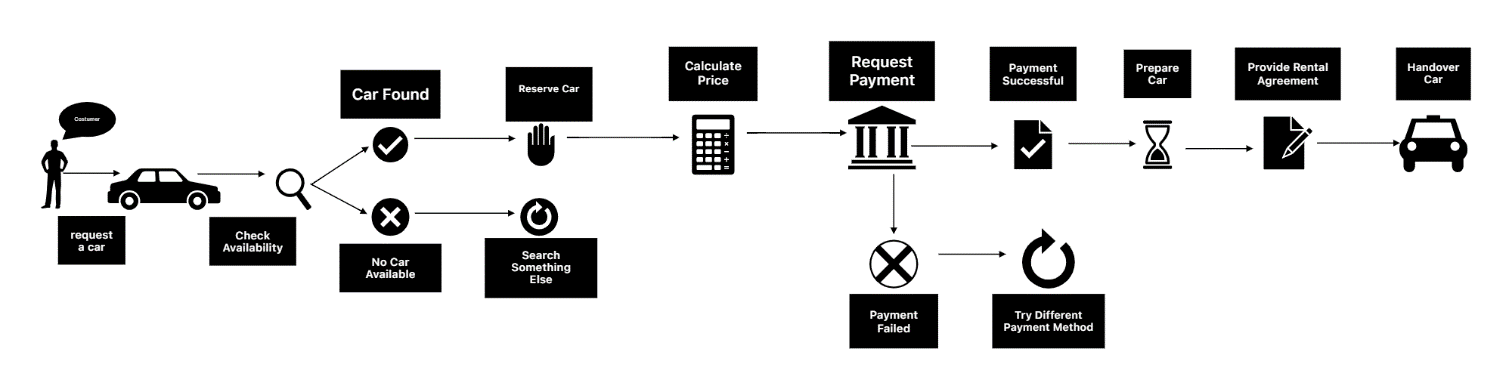 Customer
request
a car
Check
Availability
Car Found
No Car
Available
Reserve Car
Search
Something
Else
Calculate
Price
Request
Payment
Payment
Failed
Try Different
Payment Method
Payment
Successful
Prepare
Car
Provide Rental
Agreement
Handover
Car